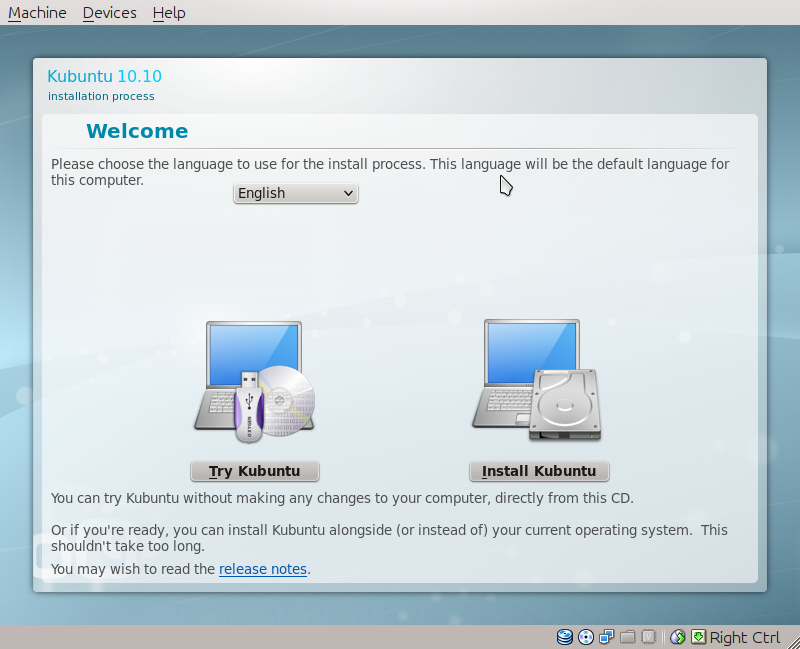 Machine Devices Help
Kubuntu 10.10
installation process
Welcome
Please choose the language to use for the install process. This language will be the default language for
this computer.
English
Try Kubuntu
Install Kubuntu
You can try Kubuntu without making any changes to your computer, directly from this CD.
Or if you're ready, you can install Kubuntu alongside (or instead of) your current operating system.  This
shouldn't take too long.
You may wish to read the release notes.
Right Ctrl